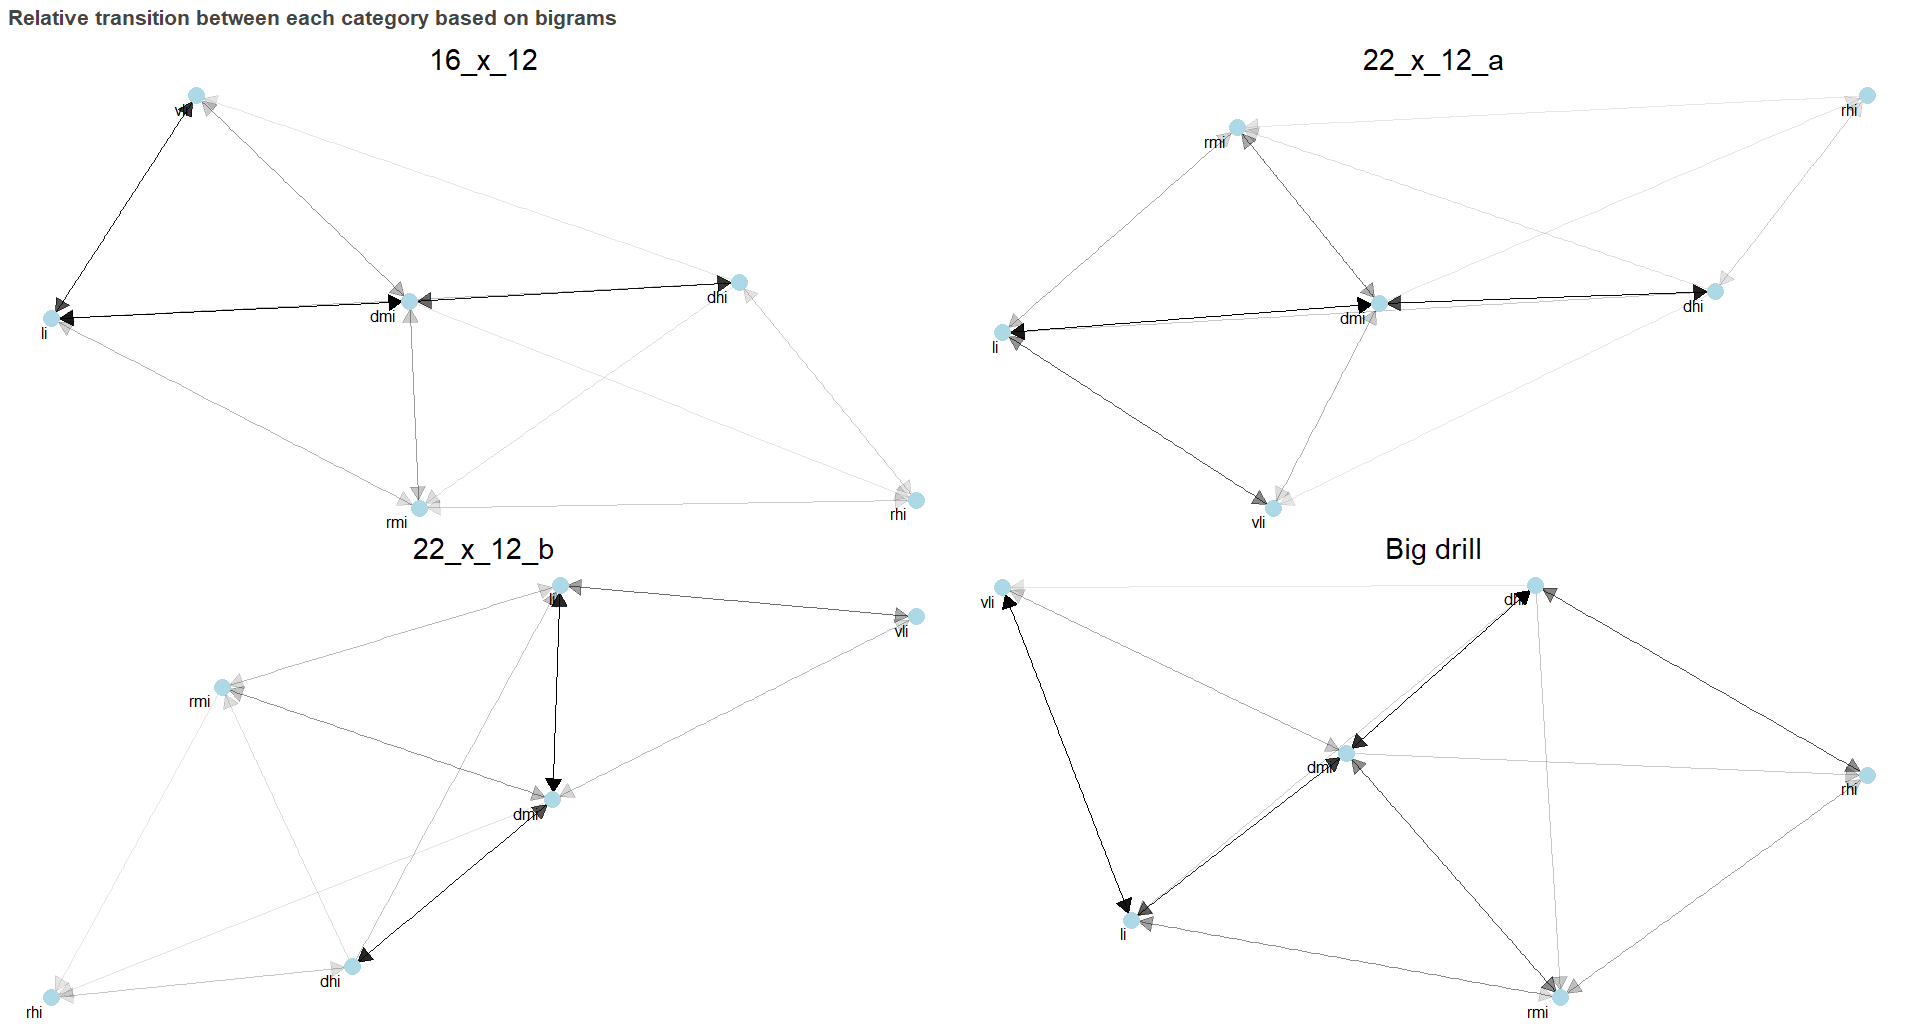 Relative transition between each category based on bigrams
16_x_12
vli
li
dmi
dhi
rmi
rhi
22_x_12_a
rhi
rmi
dhi
dmi
li
vli
22_x_12_b
li
vli
rmi
dmi
dhi
rhi
Big drill
vli
dhi
dmi
rhi
li
rmi